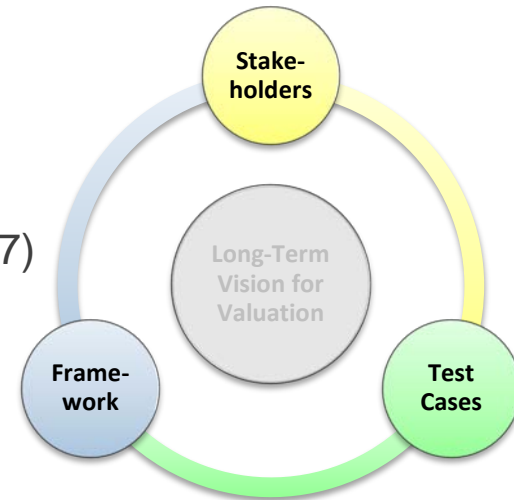 Stake-
holders
7)
Long-Term
Vision for
Valuation
Frame-
work
Test
Cases